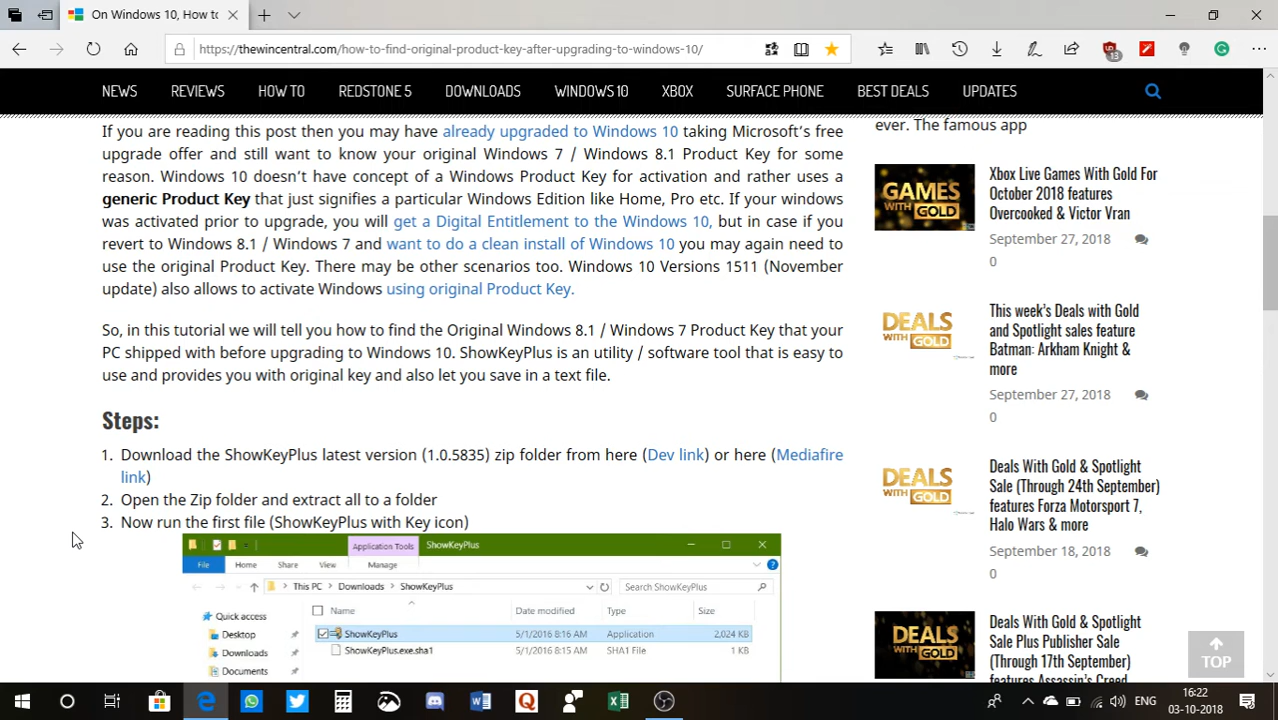 On Windows 10, How to
https://thewincentral.com/how-to-find-original-product-key-after-upgrading-to-windows-10/
13
NEWS REVIEWS HOW TO REDSTONE 5 DOWNLOADS WINDOWS 10 XBOX SURFACE PHONE BEST DEALS UPDATES
If you are reading this post then you may have already upgraded to Windows 10 taking Microsoft's free
upgrade offer and still want to know your original Windows 7 / Windows 8.1 Product Key for some
reason. Windows 10 doesn't have concept of a Windows Product Key for activation and rather uses a
generic Product Key that just signifies a particular Windows Edition like Home, Pro etc. If your windows
was activated prior to upgrade, you will get a Digital Entitlement to the Windows 10, but in case if you
revert to Windows 8.1 / Windows 7 and want to do a clean install of Windows 10 you may again need to
use the original Product Key. There may be other scenarios too. Windows 10 Versions 1511 (November
update) also allows to activate Windows using original Product Key.
So, in this tutorial we will tell you how to find the Original Windows 8.1 / Windows 7 Product Key that your
PC shipped with before upgrading to Windows 10. ShowKeyPlus is an utility / software tool that is easy to
use and provides you with original key and also let you save in a text file.
Steps:
1. Download the ShowKeyPlus latest version (1.0.5835) zip folder from here (Dev link) or here (Mediafire
link)
2. Open the Zip folder and extract all to a folder
3. Now run the first file (ShowKeyPlus with Key icon)
Application Tools ShowKeyPlus
File Home Share View Manage
This PC Downloads ShowKeyPlus Search ShowKeyPlus
Quick access
Desktop
Downloads
Documents
Name Date modified Type Size
ShowKeyPlus 5/1/2016 8:16 AM Application 2,024 KB
ShowKeyPlus.exe.sha1 5/1/2016 8:15 AM SHA1 File 1 KB
ever. The famous app
GAMES
WITH GOLD
Xbox Live Games With Gold For
October 2018 features
Overcooked & Victor Vran
September 27, 2018
0
DEALS
WITH GOLD
This week's Deals with Gold
and Spotlight sales feature
Batman: Arkham Knight &
more
September 27, 2018
0
DEALS
WITH GOLD
Deals With Gold & Spotlight
Sale (Through 24th September)
features Forza Motorsport 7,
Halo Wars & more
September 18, 2018
0
DEALS
WITH GOLD
Deals With Gold & Spotlight
Sale Plus Publisher Sale
(Through 17th September)
features Assassin's Creed
TOP
ENG
16:22
03-10-2018